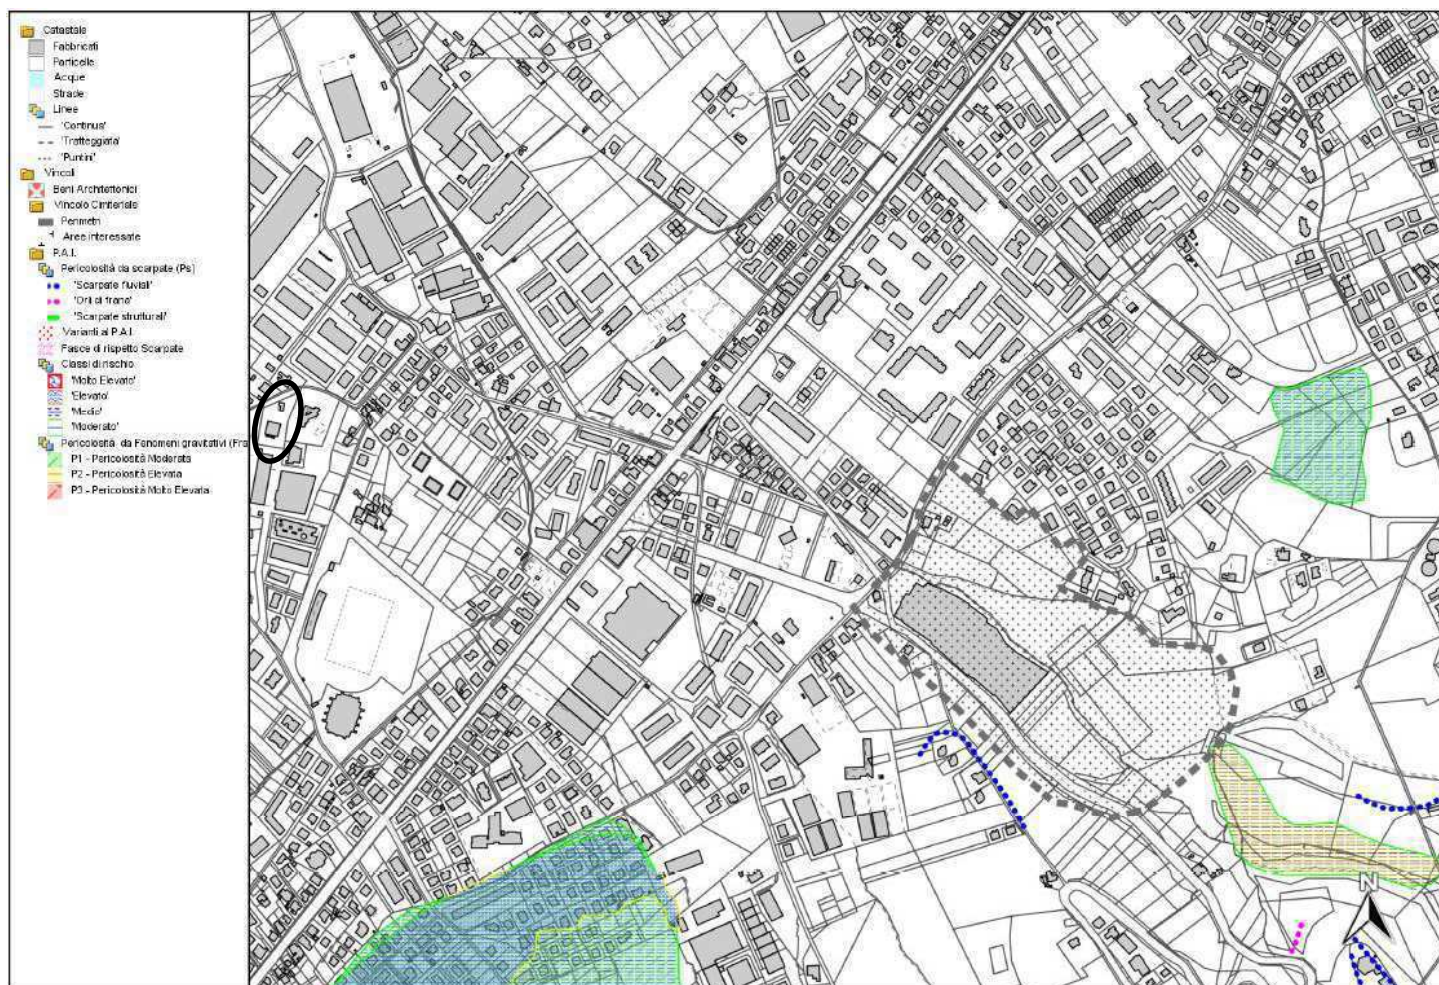 Catastale
Fabbricati
Particelle
Acque
Strade
Linee
'Continua'
'Tratteggiata'
'Puntini'
Vincoli
Beni Architettonici
Vincolo Cimiteriale
Perimetri
Aree interessate
P.A.I.
Pericolosità da scarpate (Ps)
'Scarpate fluviali'
'Orli di frana'
'Scarpate strutturali'
Varianti al P.A.I.
Fasce di rispetto Scarpate
Classi di rischio
'Molto Elevato'
'Elevato'
'Medio'
'Moderato'
Pericolosità da Fenomeni gravitativi (Fra
P1 - Pericolosità Moderata
P2 - Pericolosità Elevata
P3 - Pericolosità Molto Elevata
N